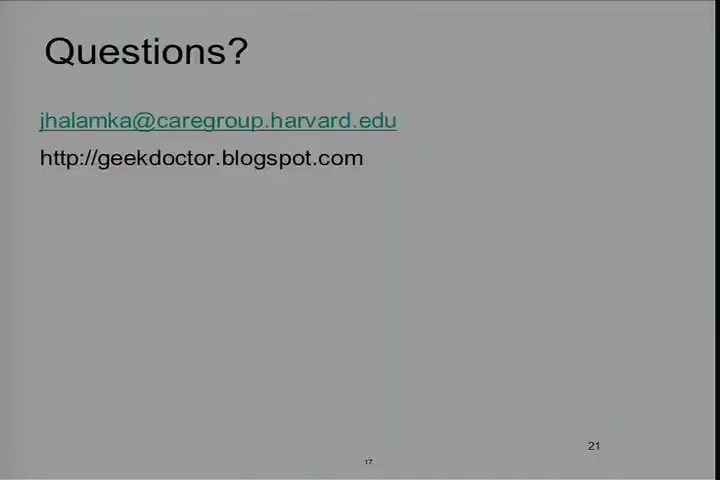 Questions?
jhalamka@caregroup.harvard.edu
http://geekdoctor.blogspot.com
21
17